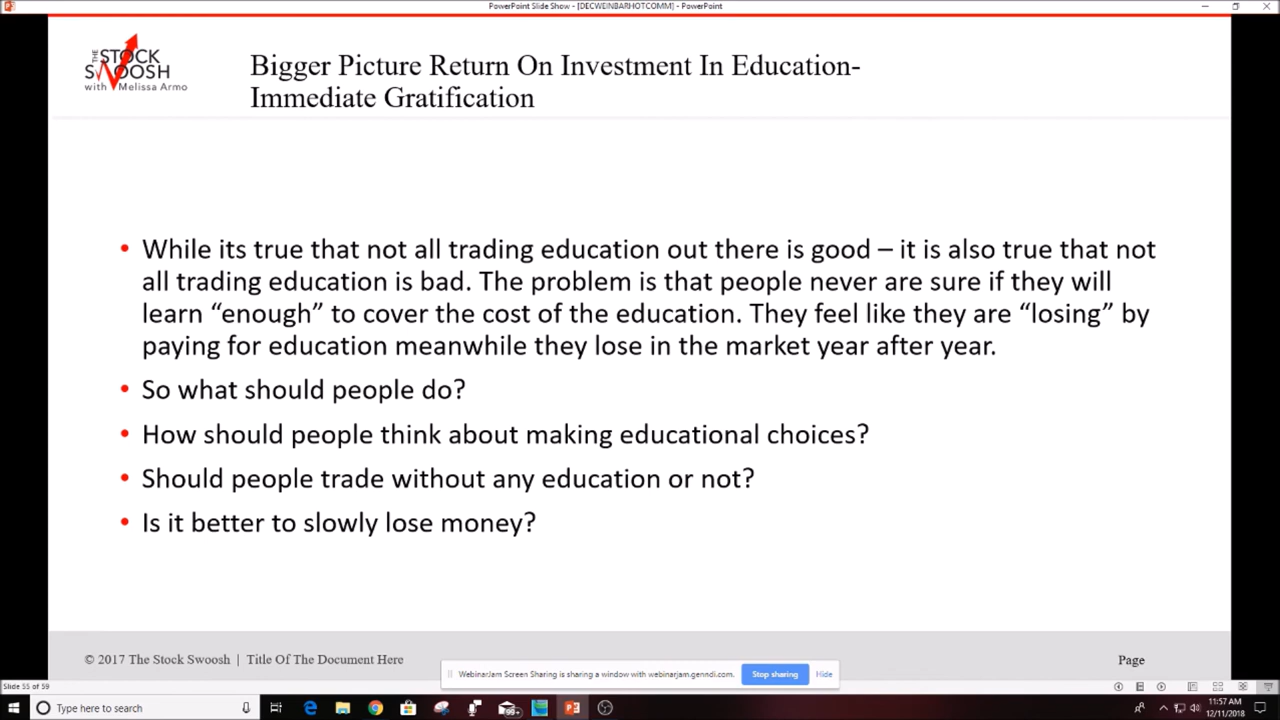 PowerPoint Slide Show - [DECWEINBARHOTCOMM] - PowerPoint
THE
STOCK
SWOOSH
with Melissa Armo
Bigger Picture Return On Investment In Education-
Immediate Gratification
• While its true that not all trading education out there is good – it is also true that not
all trading education is bad. The problem is that people never are sure if they will
learn “enough” to cover the cost of the education. They feel like they are “losing” by
paying for education meanwhile they lose in the market year after year.
• So what should people do?
• How should people think about making educational choices?
• Should people trade without any education or not?
• Is it better to slowly lose money?
© 2017 The Stock Swoosh | Title Of The Document Here
Page
WebinarJam Screen Sharing is sharing a window with webinarjam.genndi.com.
Stop sharing
Hide
Slide 55 of 59
Type here to search
99+
11:57 AM
12/11/2018